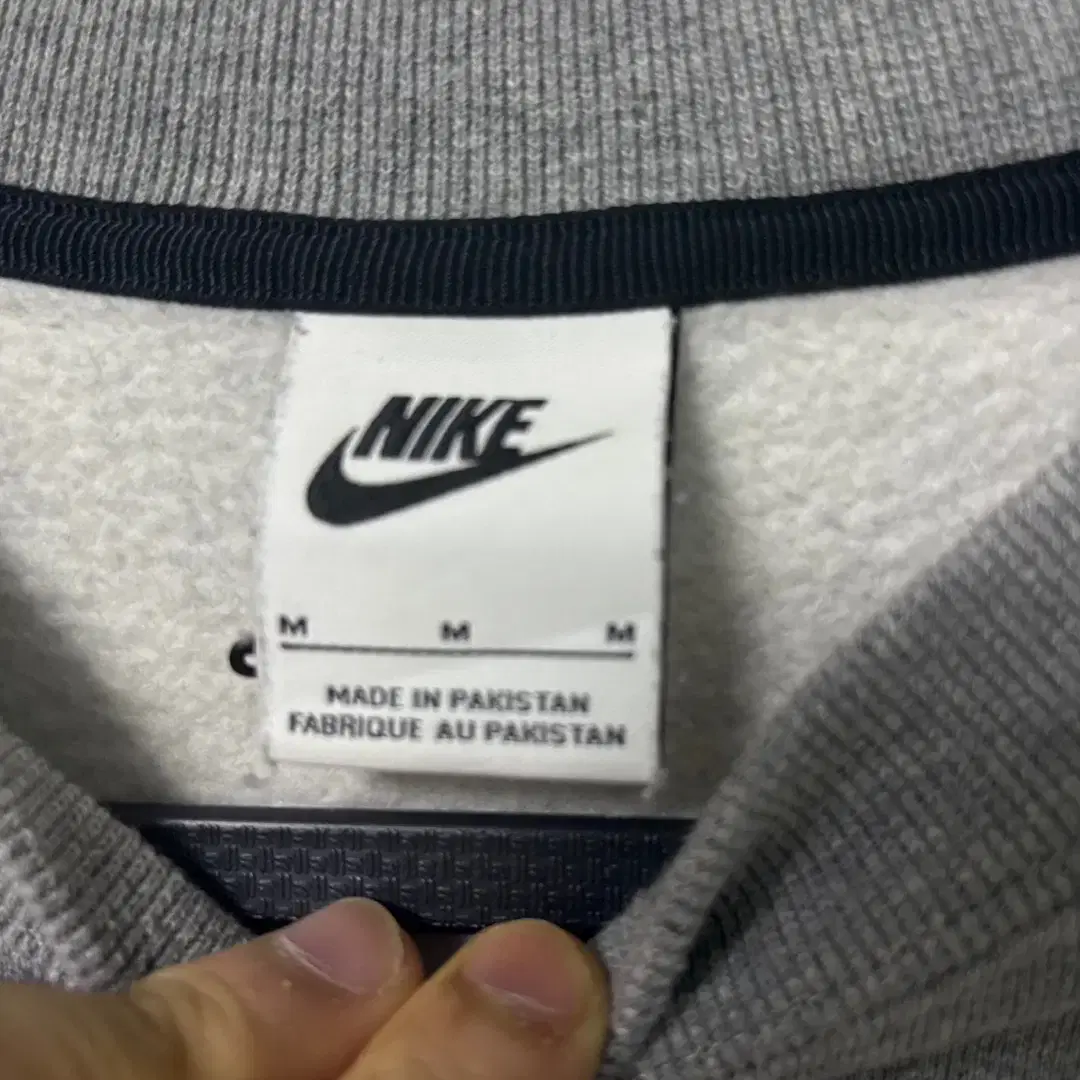 NIKE
M M M
MADE IN PAKISTAN
FABRIQUE AU PAKISTAN